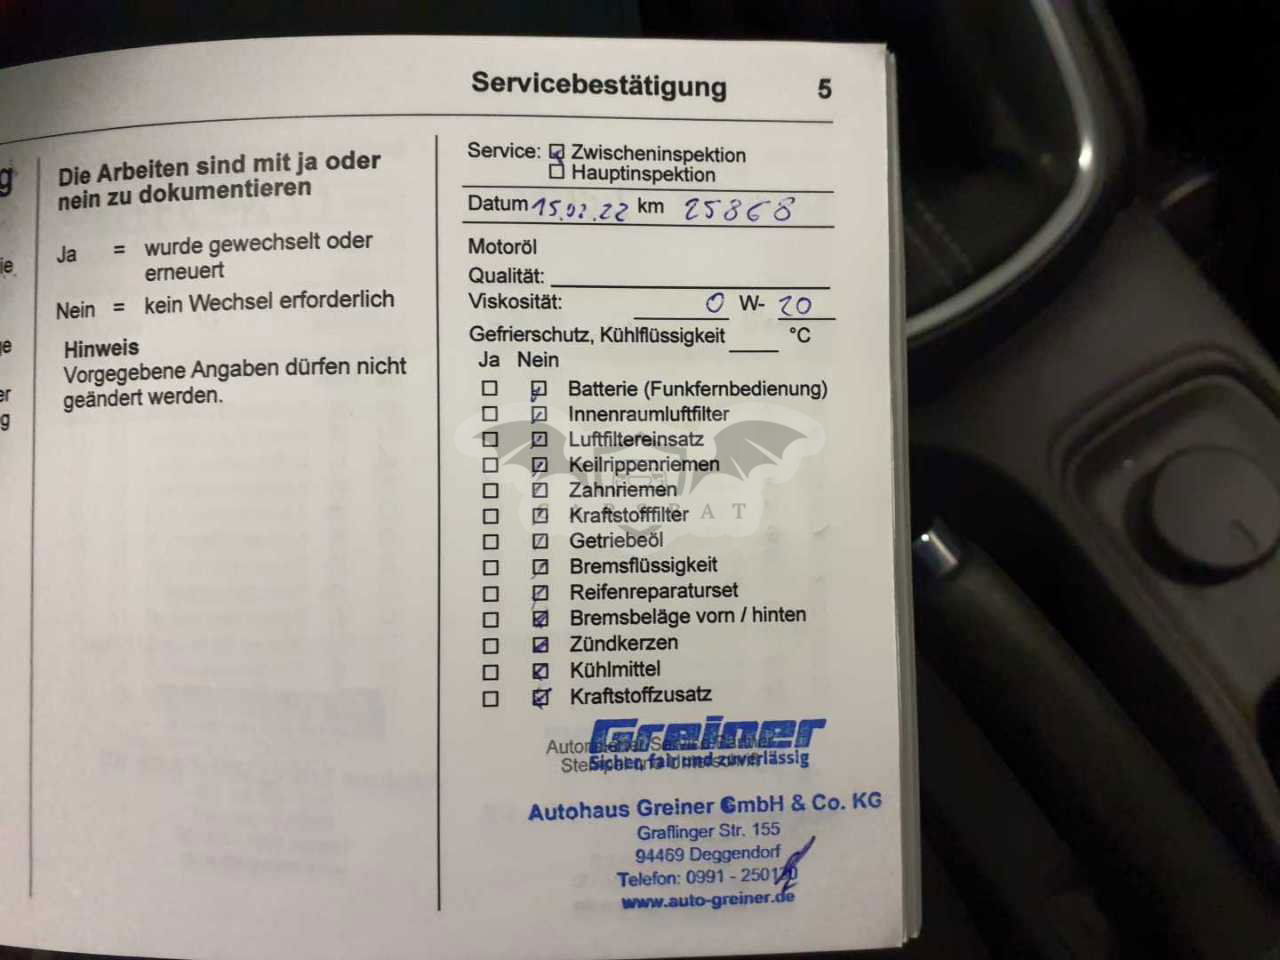 Servicebestätigung 5
g
ie
e
er
g
Die Arbeiten sind mit ja oder
nein zu dokumentieren
Ja = wurde gewechselt oder
erneuert
Nein = kein Wechsel erforderlich
Hinweis
Vorgegebene Angaben dürfen nicht
geändert werden.
Service: Zwischeninspektion
Hauptinspektion
Datum 15.02.22 km 25868
Motoröl
Qualität:
Viskosität: 0 W- 20
Gefrierschutz, Kühlflüssigkeit °C
Ja Nein
Batterie (Funkfernbedienung)
Innenraumluftfilter
Luftfiltereinsatz
Keilrippenriemen
Zahnriemen
Kraftstofffilter
Getriebeöl
Bremsflüssigkeit
Reifenreparaturset
Bremsbeläge vorn / hinten
Zündkerzen
Kühlmittel
Kraftstoffzusatz
Greiner
Sicher, fair und zuverlässig
Autohaus Greiner GmbH & Co. KG
Graflinger Str. 155
94469 Deggendorf
Telefon: 0991 - 250120
www.auto-greiner.de